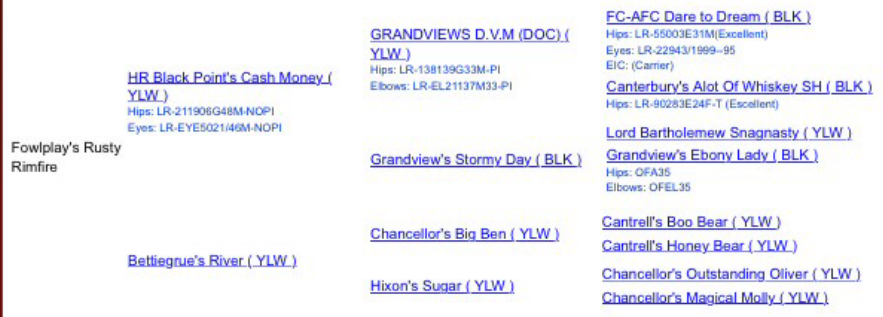 Fowlplay's Rusty
Rimfire
HR Black Point's Cash Money (
YLW )
Hips: LR-211906G48M-NOPI
Eyes: LR-EYE5021/46M-NOPI
Bettiegrue's River ( YLW )
GRANDVIEWS D.V.M (DOC) (
YLW )
Hips: LR-138139G33M-PI
Elbows: LR-EL21137M33-PI
Grandview's Stormy Day ( BLK )
Chancellor's Big Ben ( YLW )
Hixon's Sugar ( YLW )
FC-AFC Dare to Dream ( BLK )
Hips: LR-55003E31M(Excellent)
Eyes: LR-22943/1999--95
EIC: (Carrier)
Canterbury's Alot Of Whiskey SH ( BLK )
Hips: LR-90283E24F-T (Escellent)
Lord Bartholemew Snagnasty ( YLW )
Grandview's Ebony Lady ( BLK )
Hips: OFA35
Elbows: OFEL35
Cantrell's Boo Bear ( YLW )
Cantrell's Honey Bear ( YLW )
Chancellor's Outstanding Oliver ( YLW )
Chancellor's Magical Molly ( YLW )